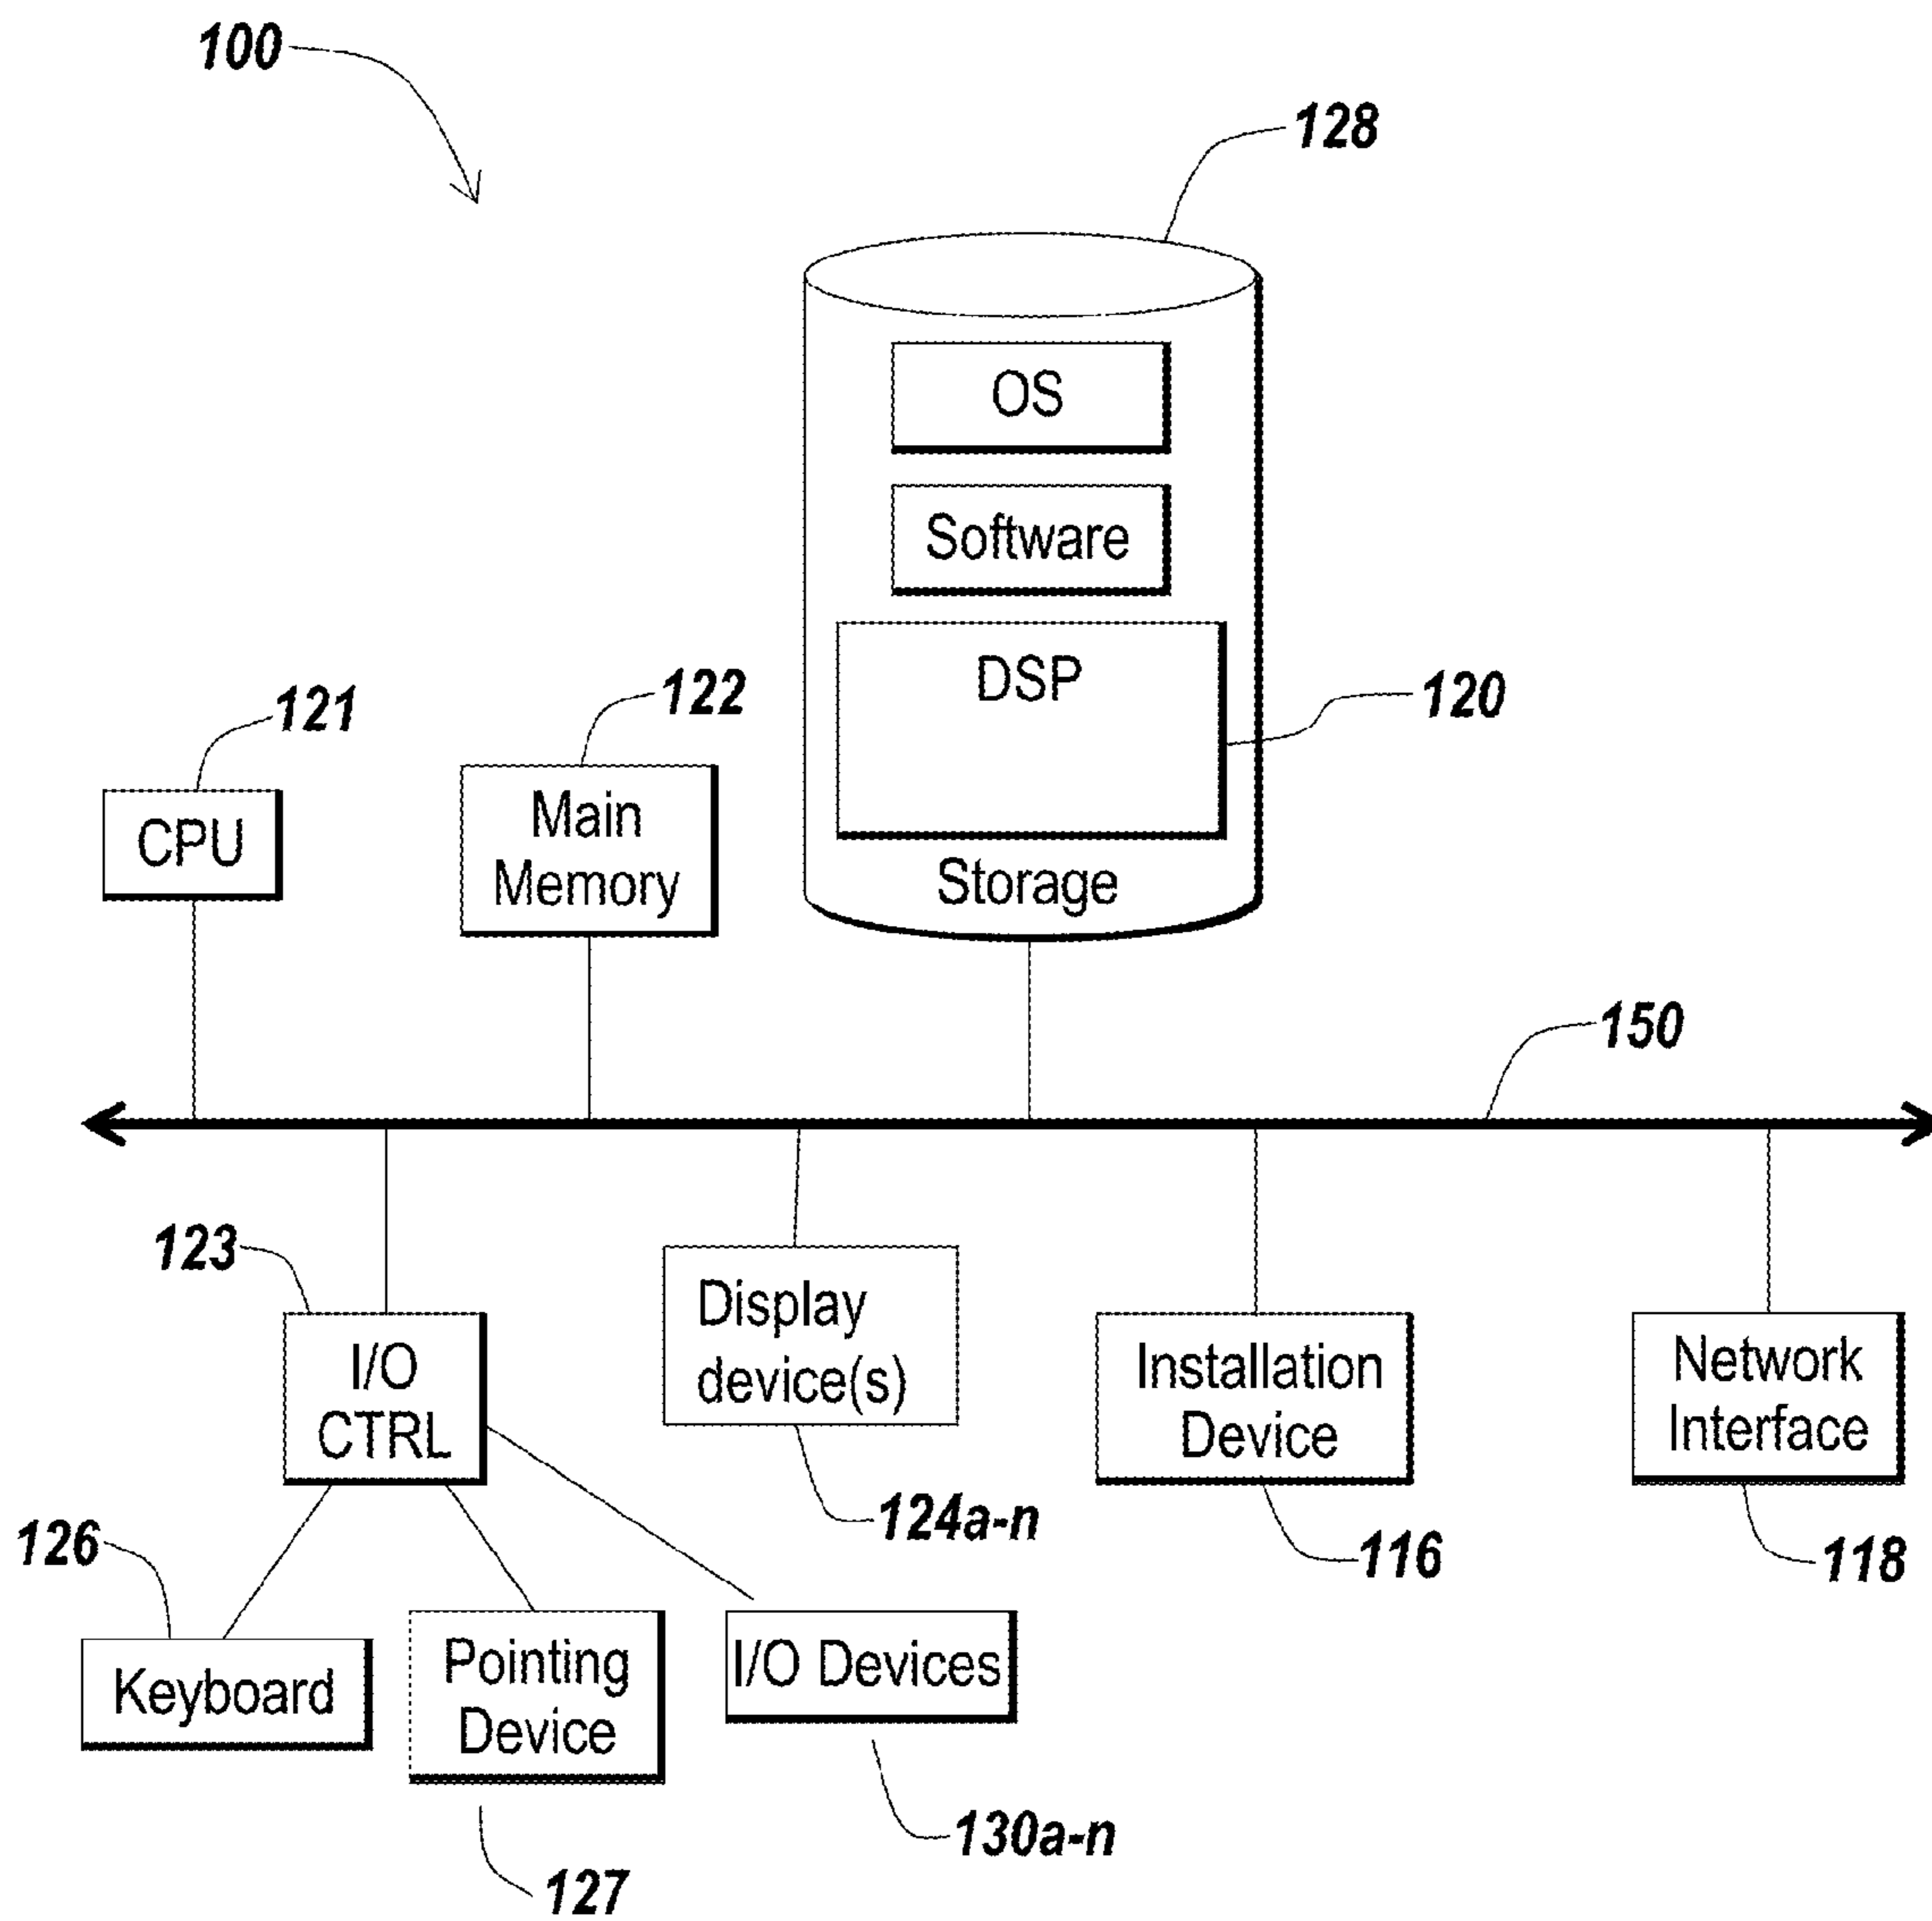 100
128
OS
Software
DSP
120
Storage
121
CPU
122
Main
Memory
150
123
I/O
CTRL
Display
device(s)
124a-n
Installation
Device
116
Network
Interface
118
126
Keyboard
Pointing
Device
127
I/O Devices
130a-n